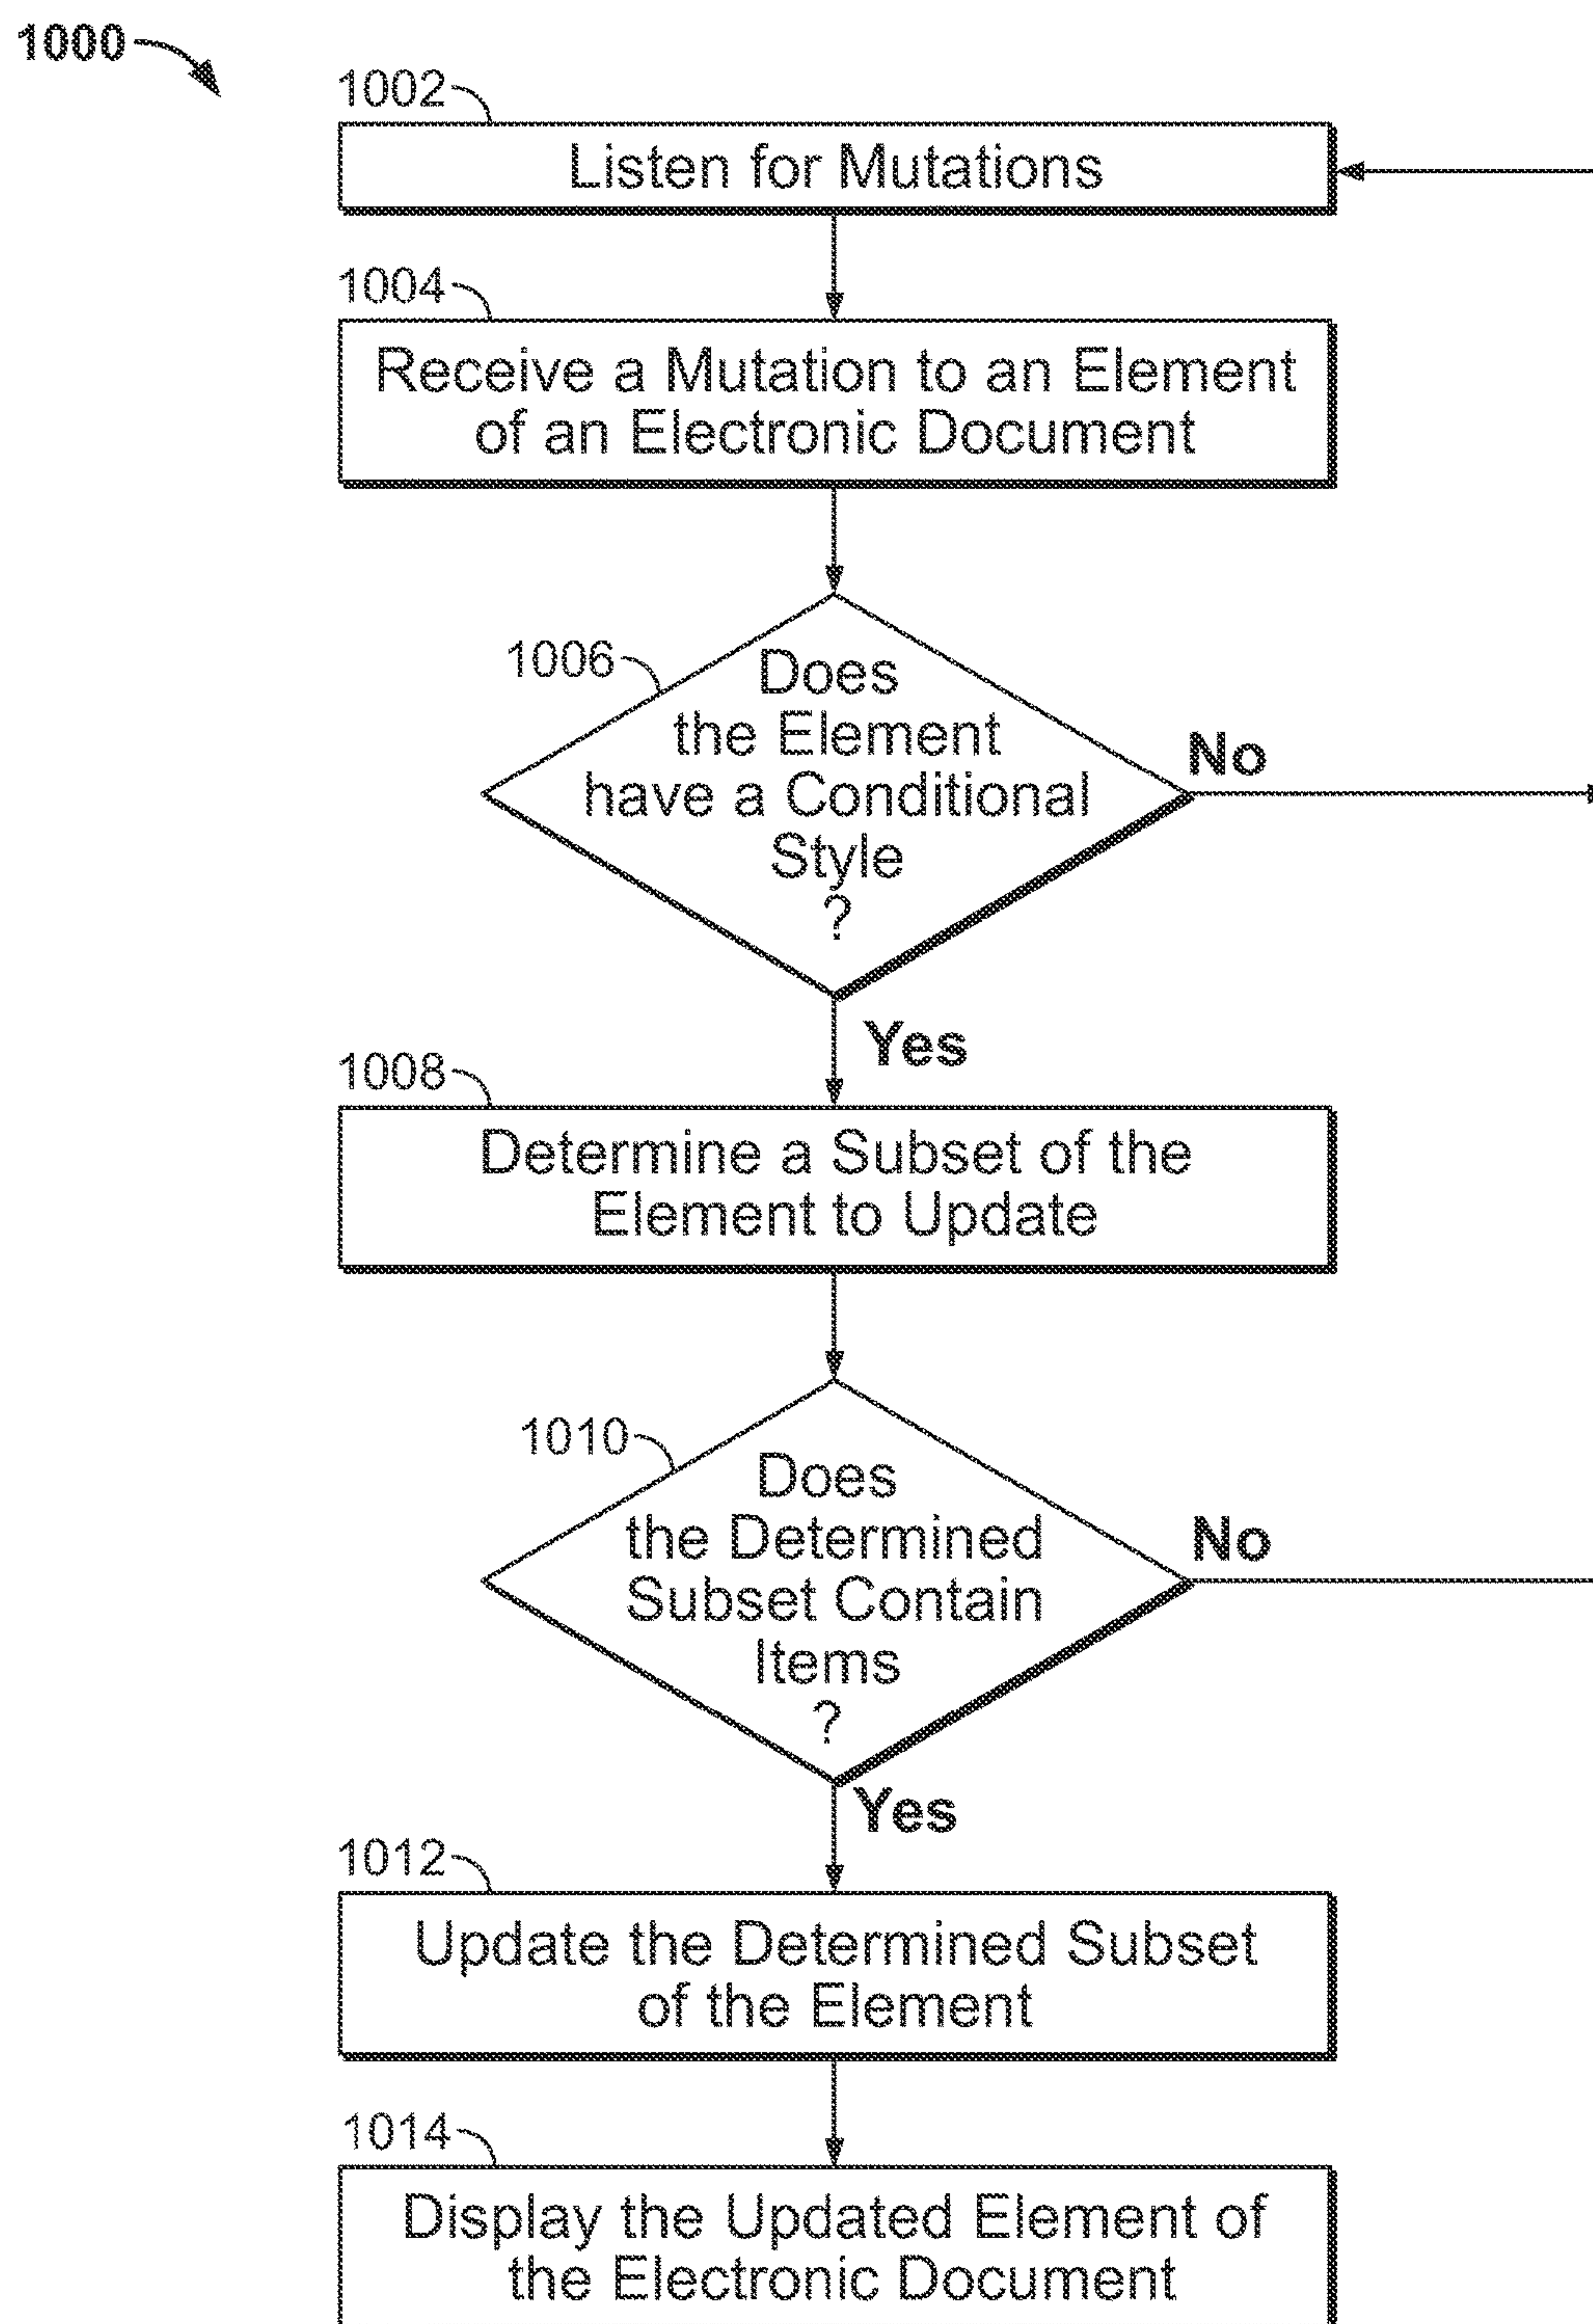 1000
1002
Listen for Mutations
1004
Receive a Mutation to an Element
of an Electronic Document
1006
Does
the Element
have a Conditional
Style
?
No
Yes
1008
Determine a Subset of the
Element to Update
1010
Does
the Determined
Subset Contain
Items
?
No
Yes
1012
Update the Determined Subset
of the Element
1014
Display the Updated Element of
the Electronic Document